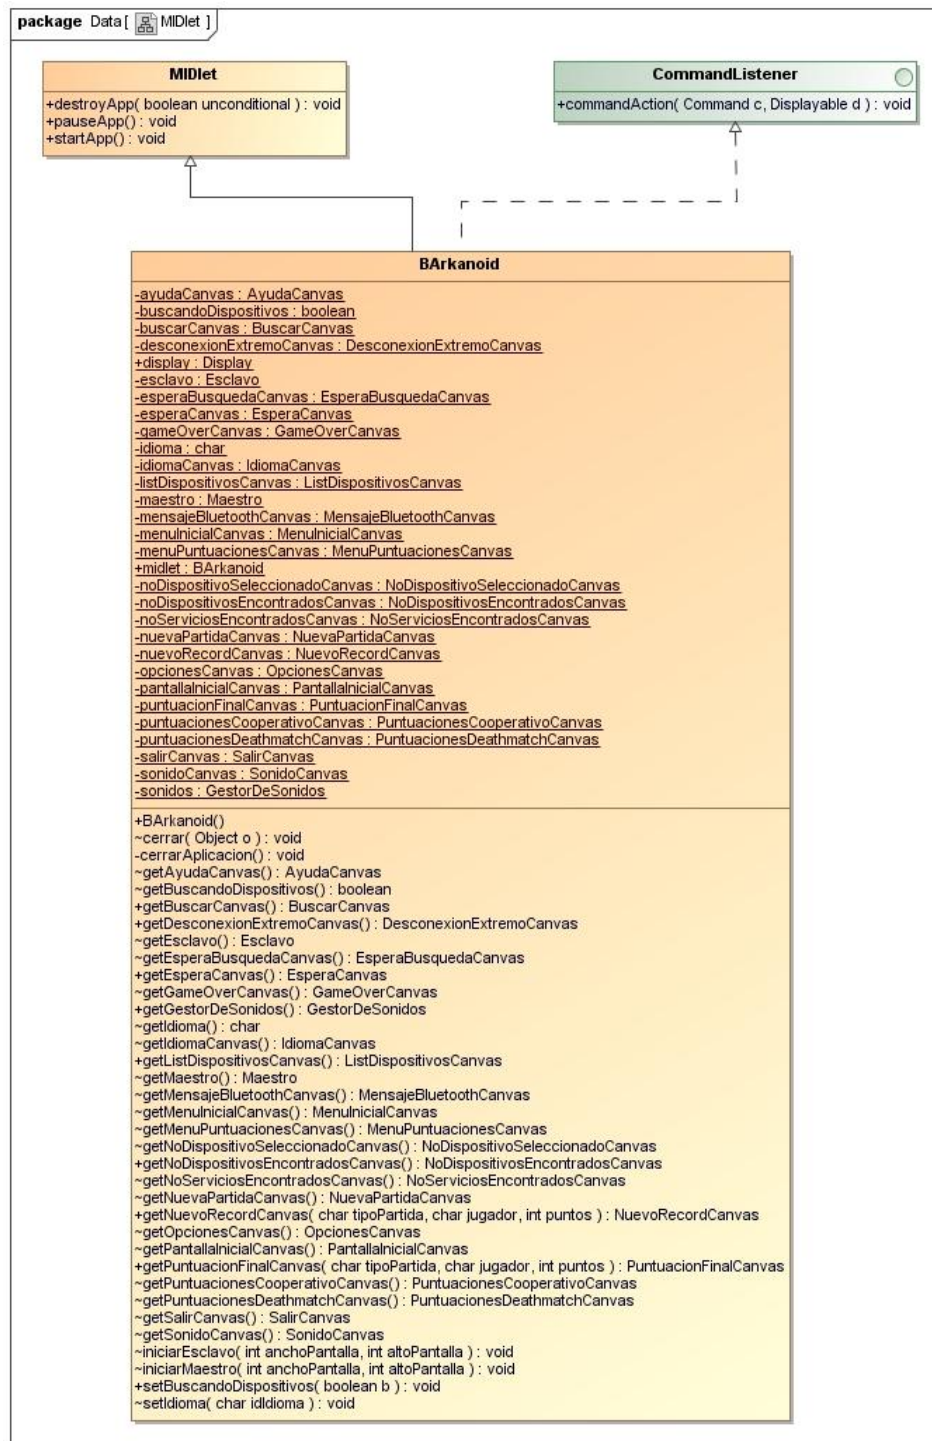 package Data [ MIDlet ]
MIDlet
+destroyApp( boolean unconditional ) : void
+pauseApp() : void
+startApp() : void
CommandListener
+commandAction( Command c, Displayable d ) : void
BArkanoid
-ayudaCanvas : AyudaCanvas
-buscandoDispositivos : boolean
-buscarCanvas : BuscarCanvas
-desconexionExtremoCanvas : DesconexionExtremoCanvas
+display : Display
-esclavo : Esclavo
-esperaBusquedaCanvas : EsperaBusquedaCanvas
-esperaCanvas : EsperaCanvas
-gameOverCanvas : GameOverCanvas
-idioma : char
-idiomaCanvas : IdiomaCanvas
-listDispositivosCanvas : ListDispositivosCanvas
-maestro : Maestro
-mensajeBluetoothCanvas : MensajeBluetoothCanvas
-menuInicialCanvas : MenuInicialCanvas
-menuPuntuacionesCanvas : MenuPuntuacionesCanvas
+midlet : BArkanoid
-noDispositivoSeleccionadoCanvas : NoDispositivoSeleccionadoCanvas
-noDispositivosEncontradosCanvas : NoDispositivosEncontradosCanvas
-noServiciosEncontradosCanvas : NoServiciosEncontradosCanvas
-nuevaPartidaCanvas : NuevaPartidaCanvas
-nuevoRecordCanvas : NuevoRecordCanvas
-opcionesCanvas : OpcionesCanvas
-pantallaInicialCanvas : PantallaInicialCanvas
-puntuacionFinalCanvas : PuntuacionFinalCanvas
-puntuacionesCooperativoCanvas : PuntuacionesCooperativoCanvas
-puntuacionesDeathmatchCanvas : PuntuacionesDeathmatchCanvas
-salirCanvas : SalirCanvas
-sonidoCanvas : SonidoCanvas
-sonidos : GestorDeSonidos
+BArkanoid()
~cerrar( Object o ) : void
-cerrarAplicacion() : void
~getAyudaCanvas() : AyudaCanvas
~getBuscandoDispositivos() : boolean
+getBuscarCanvas() : BuscarCanvas
+getDesconexionExtremoCanvas() : DesconexionExtremoCanvas
~getEsclavo() : Esclavo
~getEsperaBusquedaCanvas() : EsperaBusquedaCanvas
+getEsperaCanvas() : EsperaCanvas
~getGameOverCanvas() : GameOverCanvas
+getGestorDeSonidos() : GestorDeSonidos
~getIdioma() : char
~getIdiomaCanvas() : IdiomaCanvas
+getListDispositivosCanvas() : ListDispositivosCanvas
~getMaestro() : Maestro
~getMensajeBluetoothCanvas() : MensajeBluetoothCanvas
~getMenuInicialCanvas() : MenuInicialCanvas
~getMenuPuntuacionesCanvas() : MenuPuntuacionesCanvas
~getNoDispositivoSeleccionadoCanvas() : NoDispositivoSeleccionadoCanvas
+getNoDispositivosEncontradosCanvas() : NoDispositivosEncontradosCanvas
~getNoServiciosEncontradosCanvas() : NoServiciosEncontradosCanvas
~getNuevaPartidaCanvas() : NuevaPartidaCanvas
+getNuevoRecordCanvas( char tipoPartida, char jugador, int puntos ) : NuevoRecordCanvas
~getOpcionesCanvas() : OpcionesCanvas
~getPantallaInicialCanvas() : PantallaInicialCanvas
+getPuntuacionFinalCanvas( char tipoPartida, char jugador, int puntos ) : PuntuacionFinalCanvas
~getPuntuacionesCooperativoCanvas() : PuntuacionesCooperativoCanvas
~getPuntuacionesDeathmatchCanvas() : PuntuacionesDeathmatchCanvas
~getSalirCanvas() : SalirCanvas
~getSonidoCanvas() : SonidoCanvas
~iniciarEsclavo( int anchoPantalla, int altoPantalla ) : void
~iniciarMaestro( int anchoPantalla, int altoPantalla ) : void
+setBuscandoDispositivos( boolean b ) : void
~setIdioma( char idIdioma ) : void